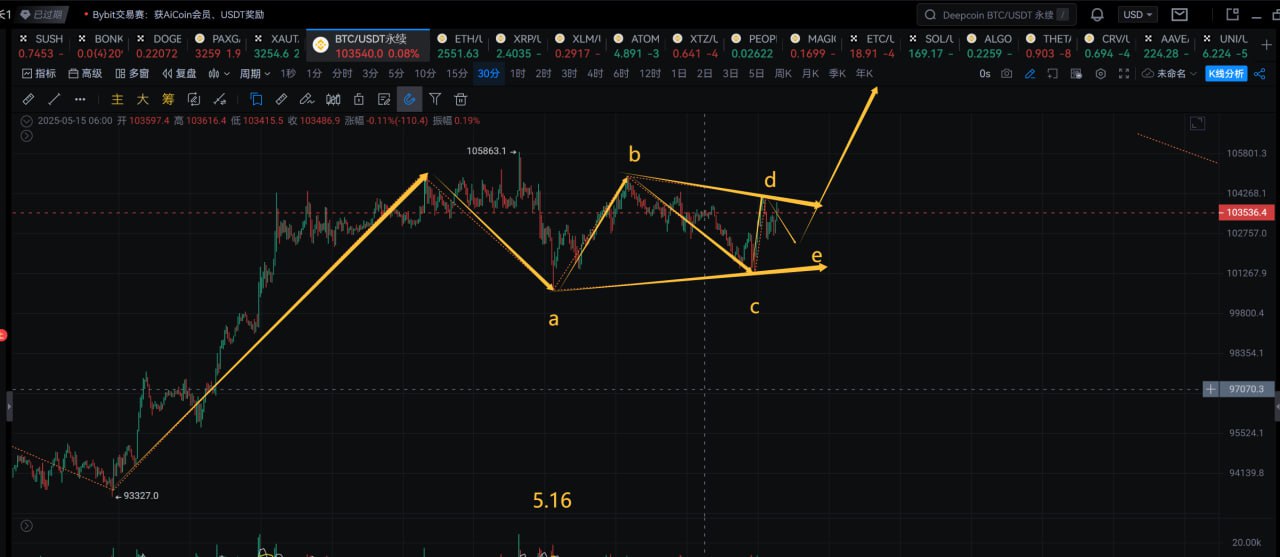 长1 已过期 • Bybit交易赛：获AiCoin会员、USDT奖励 Deepcoin BTC/USDT 永续 / USD
SUSH BONK DOGE PAXG XAUT. BTC/USDT永续 ETH/U XRP/U XLM/U ATOM XTZ/U PEOPL MAGIC ETC/U SOL/U ALGO THETA CRV/U AAVE/ UNI/U
0.7453 - 0.0(4)20' 0.22072 3259 1.9 3254.6 2 103540.0 0.08% 2551.63 2.4035 - 0.2917 - 4.891 -3 0.641 -4 0.02622 0.1699 - 18.91 -4 169.17 - 0.2259 - 0.903 -8 0.694 -4 224.28 - 6.224 -5
指标 高级 多窗 复盘 周期 1秒 1分 分时 3分 5分 10分 15分 30分 1时 2时 3时 4时 6时 12时 1日 2日 3日 5日 周K 月K 季K 年K 0s 未命名 K线分析
主 大 筹
2025-05-15 06:00 开 103597.4 高 103616.4 低 103415.5 收 103486.9 涨幅 -0.11%(-110.4) 振幅 0.19%
105863.1
105801.3
b
d
104268.1
103536.4
102757.0
e
101267.9
c
a
99800.4
98354.1
97070.3
95524.1
94139.8
93327.0
5.16
20.00k